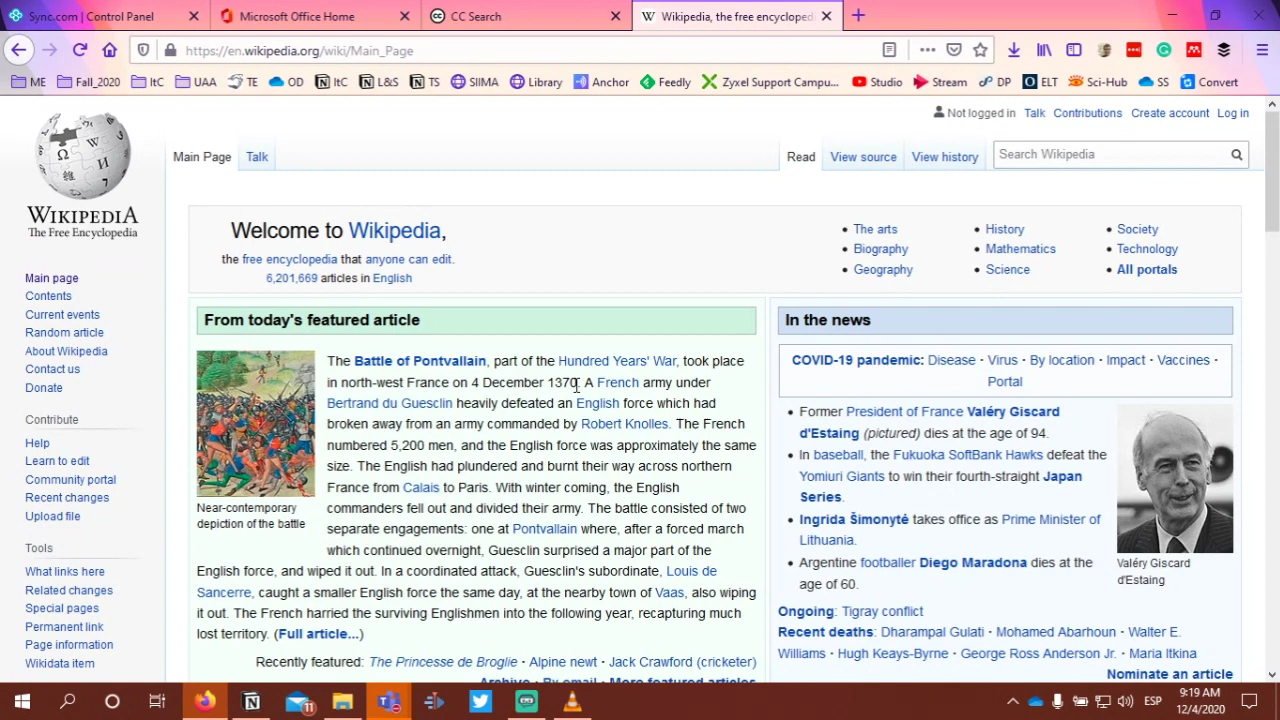 Sync.com | Control Panel
Microsoft Office Home
CC Search
Wikipedia, the free encycloped
https://en.wikipedia.org/wiki/Main_Page
ME Fall_2020 ItC UAA TE OD ItC L&S TS SIIMA Library Anchor Feedly Zyxel Support Campu... Studio Stream DP ELT Sci-Hub SS Convert
Not logged in Talk Contributions Create account Log in
Main Page Talk Read View source View history Search Wikipedia
WIKIPEDIA
The Free Encyclopedia
Main page
Contents
Current events
Random article
About Wikipedia
Contact us
Donate
Contribute
Help
Learn to edit
Community portal
Recent changes
Upload file
Tools
What links here
Related changes
Special pages
Permanent link
Page information
Wikidata item
Welcome to Wikipedia,
the free encyclopedia that anyone can edit.
6,201,669 articles in English
The arts
Biography
Geography
History
Mathematics
Science
Society
Technology
All portals
From today's featured article
Near-contemporary
depiction of the battle
The Battle of Pontvallain, part of the Hundred Years' War, took place
in north-west France on 4 December 1370. A French army under
Bertrand du Guesclin heavily defeated an English force which had
broken away from an army commanded by Robert Knolles. The French
numbered 5,200 men, and the English force was approximately the same
size. The English had plundered and burnt their way across northern
France from Calais to Paris. With winter coming, the English
commanders fell out and divided their army. The battle consisted of two
separate engagements: one at Pontvallain where, after a forced march
which continued overnight, Guesclin surprised a major part of the
English force, and wiped it out. In a coordinated attack, Guesclin's subordinate, Louis de
Sancerre, caught a smaller English force the same day, at the nearby town of Vaas, also wiping
it out. The French harried the surviving Englishmen into the following year, recapturing much
lost territory. (Full article...)
Recently featured: The Princesse de Broglie · Alpine newt · Jack Crawford (cricketer)
Archive · By email · More featured articles
In the news
COVID-19 pandemic: Disease · Virus · By location · Impact · Vaccines ·
Portal
Former President of France Valéry Giscard
d'Estaing (pictured) dies at the age of 94.
In baseball, the Fukuoka SoftBank Hawks defeat the
Yomiuri Giants to win their fourth-straight Japan
Series.
Ingrida Šimonytė takes office as Prime Minister of
Lithuania.
Argentine footballer Diego Maradona dies at the
age of 60.
Valéry Giscard
d'Estaing
Ongoing: Tigray conflict
Recent deaths: Dharampal Gulati · Mohamed Abarhoun · Walter E.
Williams · Hugh Keays-Byrne · George Ross Anderson Jr. · Maria Itkina
Nominate an article
11
ESP
9:19 AM
12/4/2020